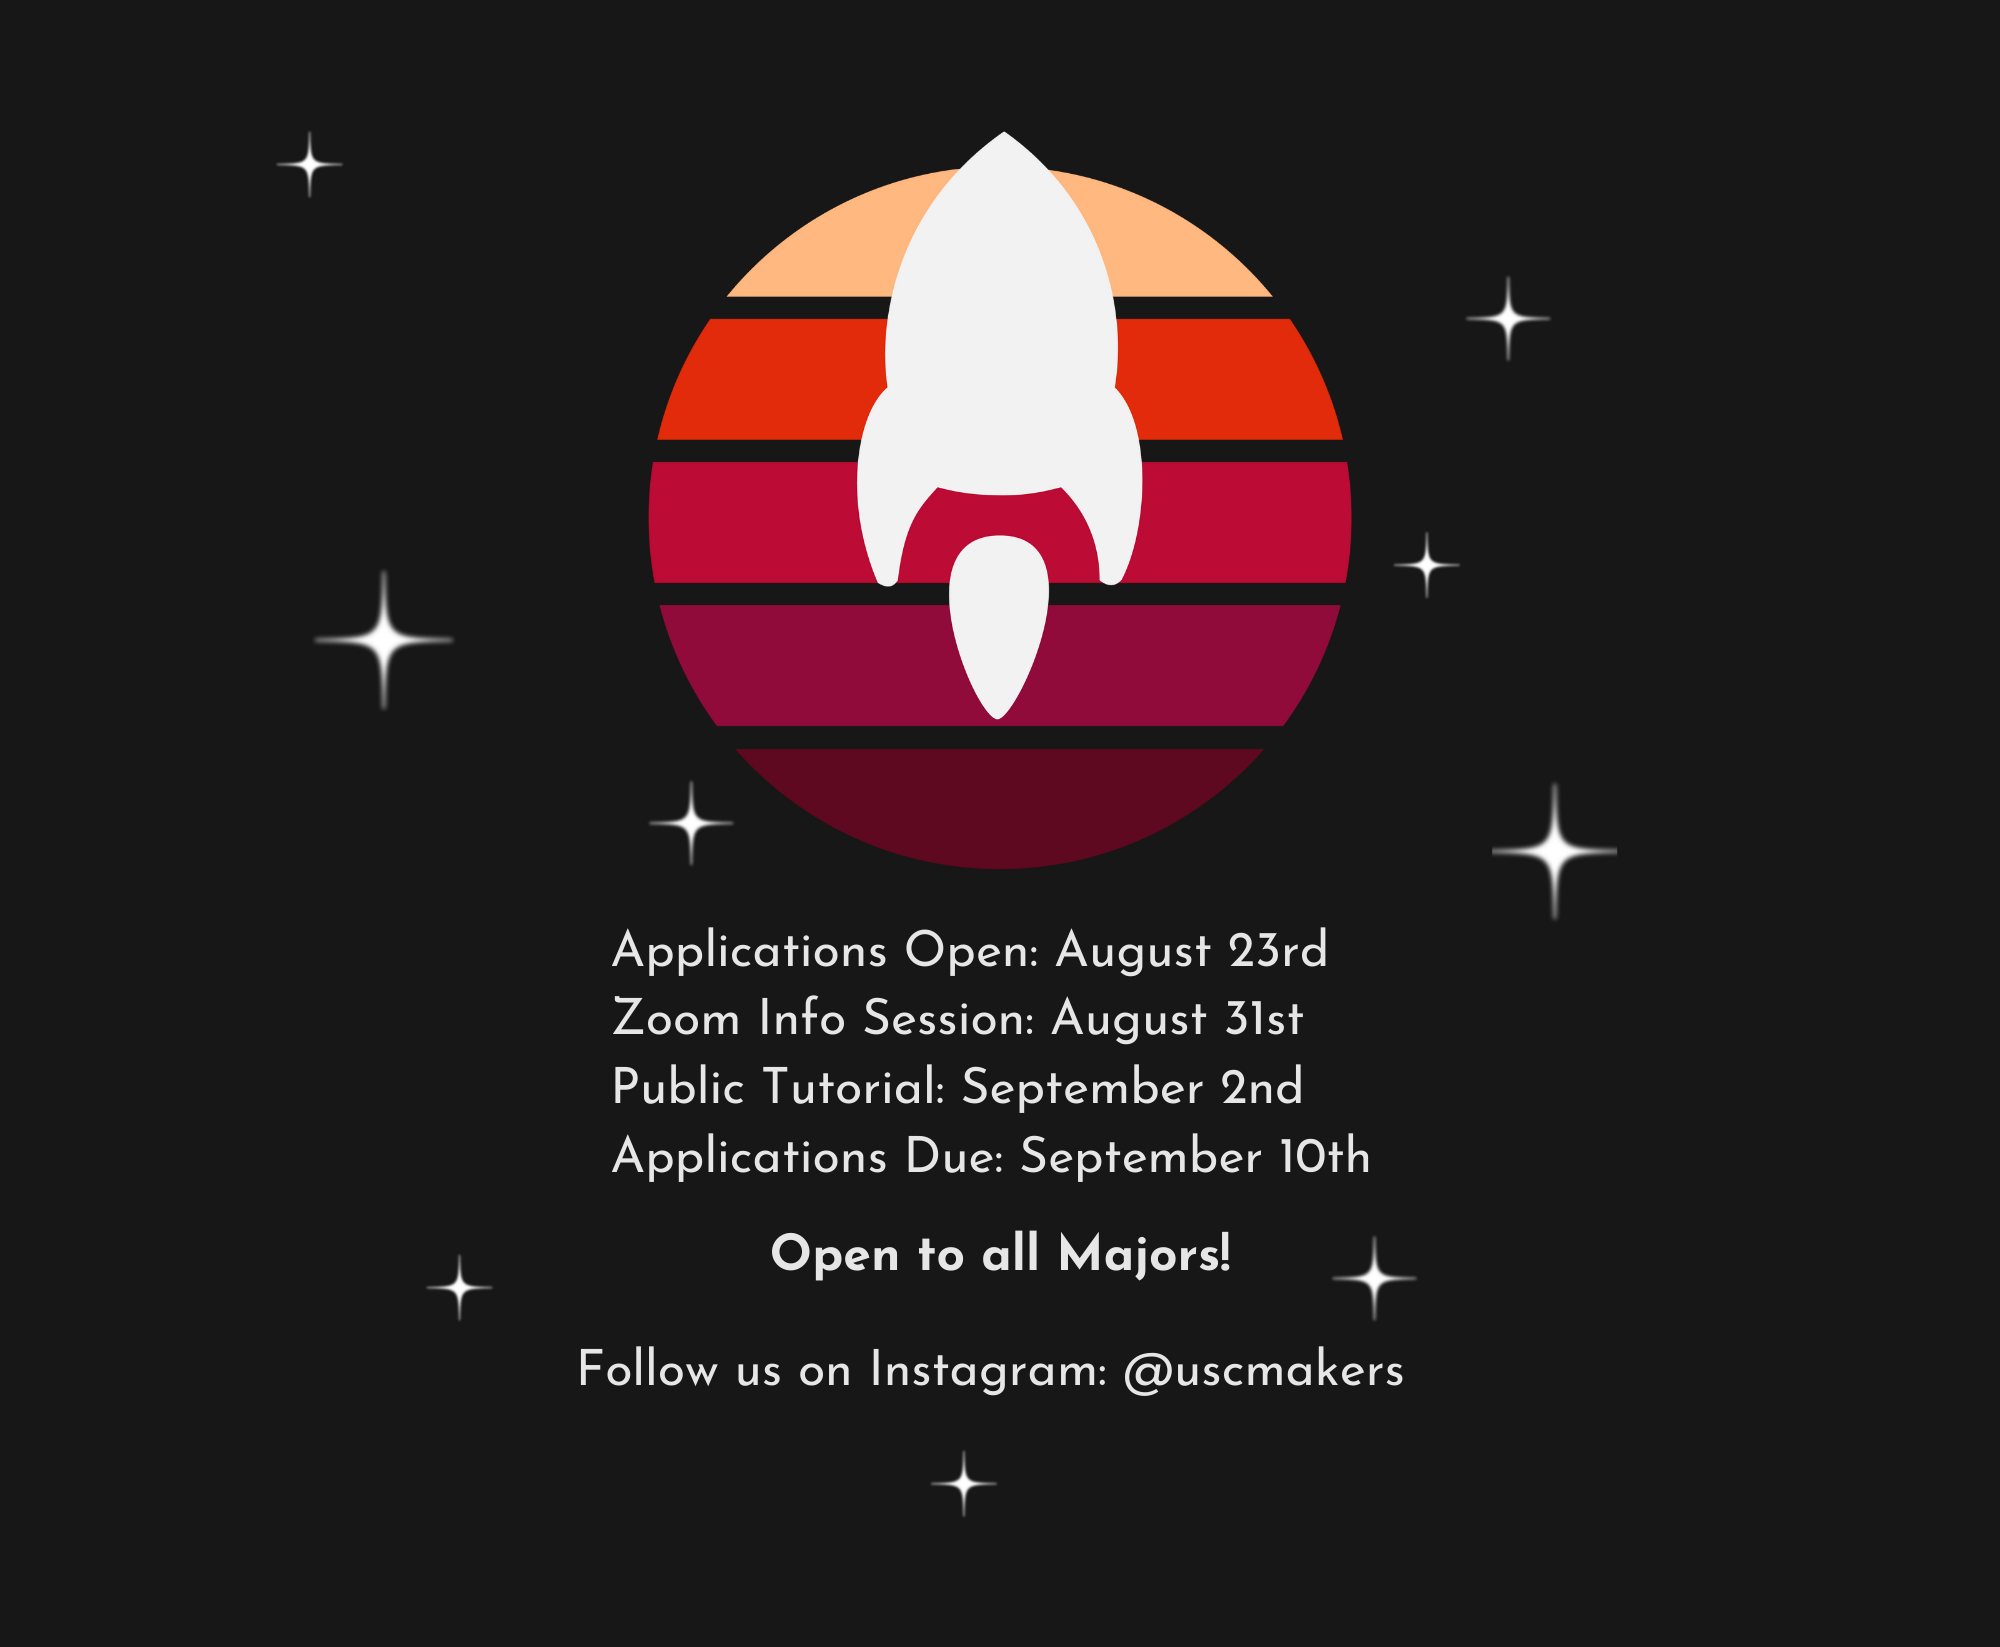 Applications Open: August 23rd
Zoom Info Session: August 31st
Public Tutorial: September 2nd
Applications Due: September 10th
Open to all Majors!
Follow us on Instagram: @uscmakers